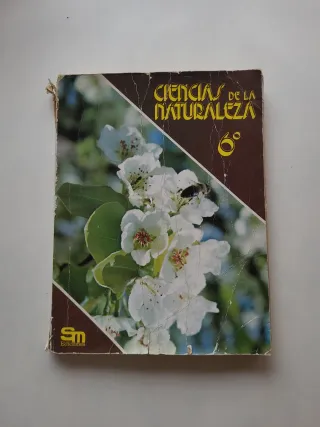 CIENCIAS DE LA
NATURALEZA
6º
sm